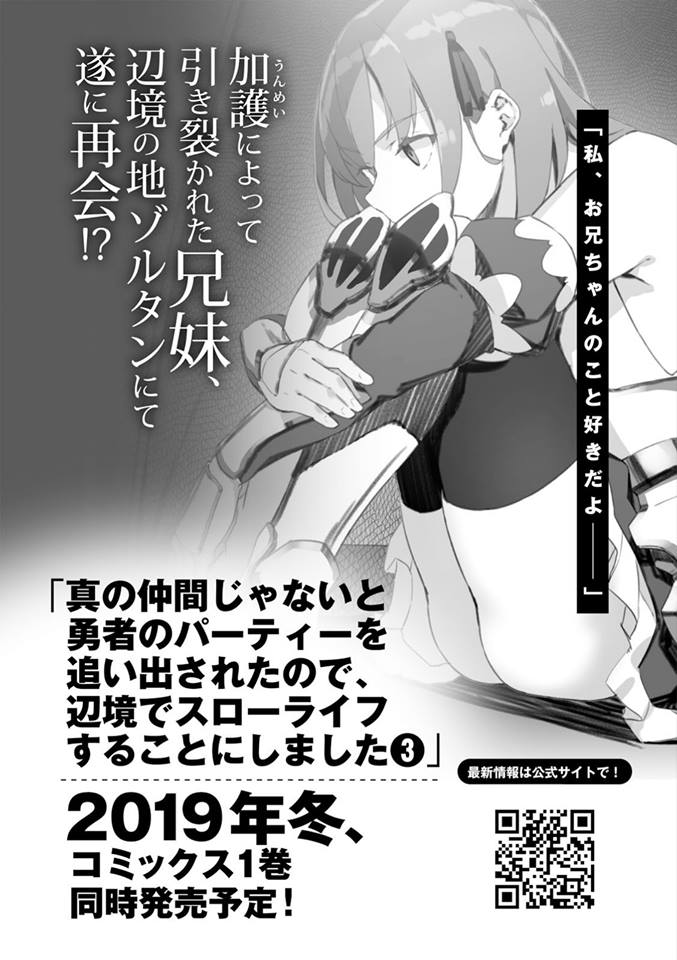 「私、お兄ちゃんのこと好きだよ――」
加護によって
うんめい
引き裂かれた兄妹、
辺境の地ゾルタンにて
遂に再会!?
「真の仲間じゃないと
勇者のパーティーを
追い出されたので、
辺境でスローライフ
することにしました❸」
最新情報は公式サイトで！
2019年冬、
コミックス1巻
同時発売予定！